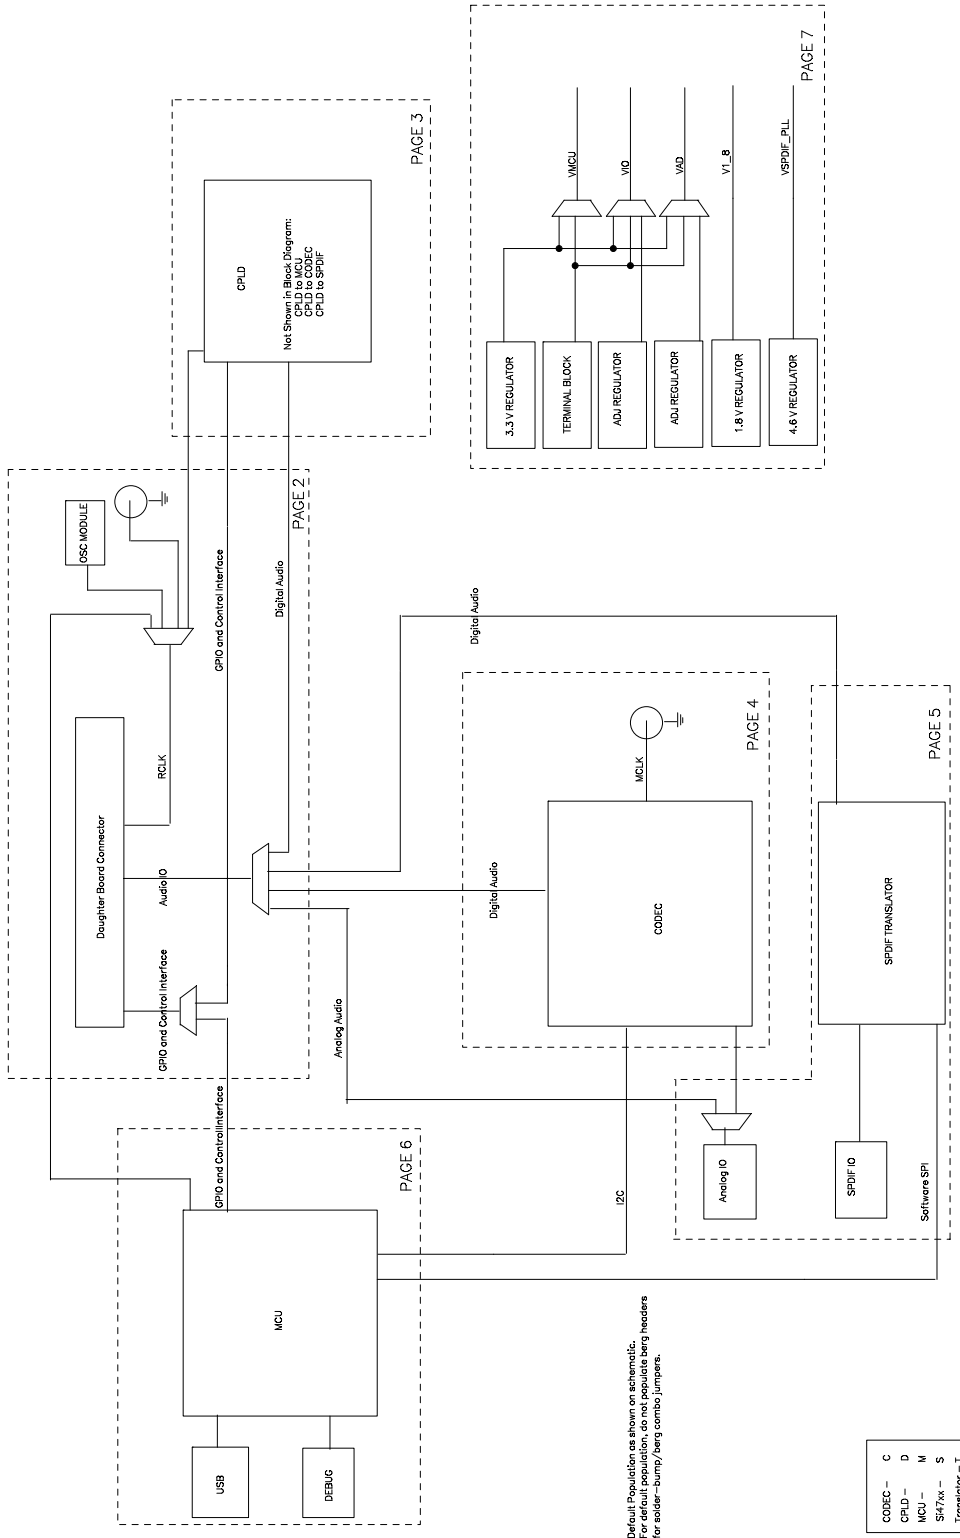 PAGE 7
VMCU
VIO
VAD
V1_8
VSPDIF_PLL
3.3 V REGULATOR
TERMINAL BLOCK
ADJ REGULATOR
ADJ REGULATOR
1.8 V REGULATOR
4.6 V REGULATOR
PAGE 3
CPLD
Not Shown in Block Diagram:
CPLD to MCU
CPLD to CODEC
CPLD to SPDIF
PAGE 2
OSC MODULE
GPIO and Control Interface
Digital Audio
RCLK
Daughter Board Connector
Audio IO
GPIO and Control Interface
Digital Audio
PAGE 4
MCLK
CODEC
Digital Audio
Analog Audio
PAGE 5
SPDIF TRANSLATOR
Analog IO
SPDIF IO
Software SPI
I2C
GPIO and Control Interface
PAGE 6
MCU
USB
DEBUG
Default Population as shown on schematic.
For default population, do not populate berg headers
for solder-bump/berg combo jumpers.
CODEC - C
CPLD - D
MCU - M
Si47xx - S
Translator - T